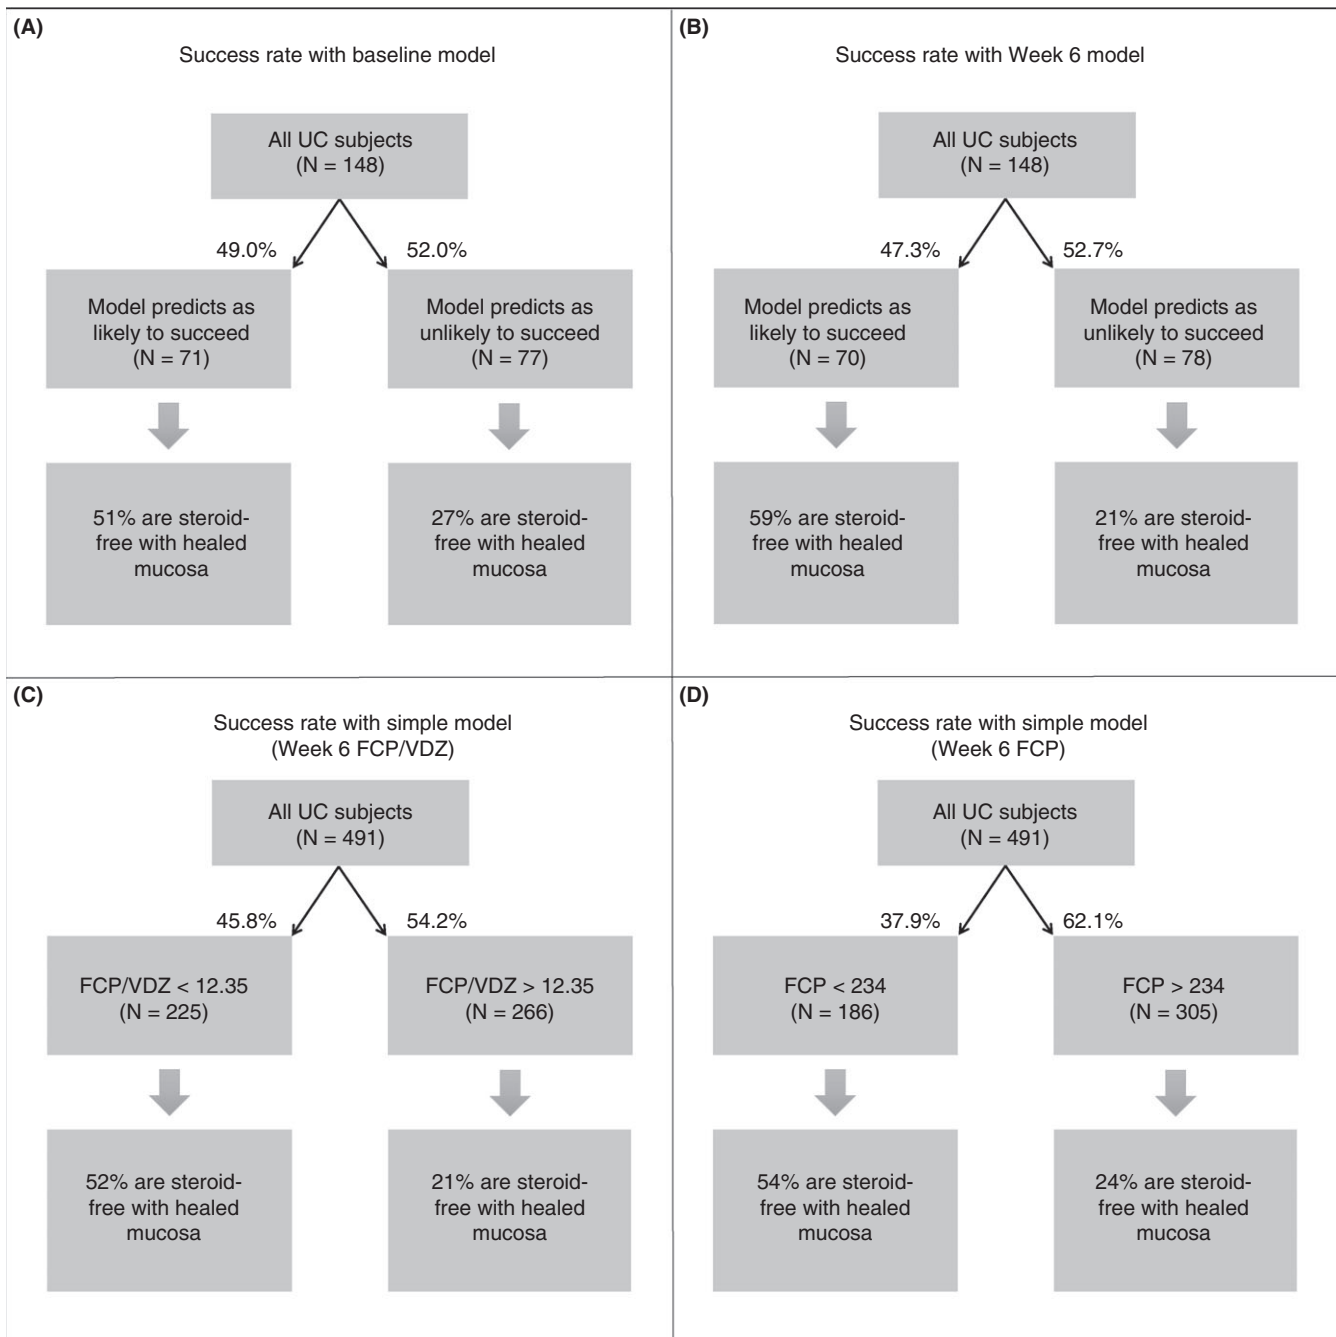 (A)
Success rate with baseline model
All UC subjects
(N = 148)
49.0%
52.0%
Model predicts as
likely to succeed
(N = 71)
Model predicts as
unlikely to succeed
(N = 77)
51% are steroid-
free with healed
mucosa
27% are steroid-
free with healed
mucosa
(B)
Success rate with Week 6 model
All UC subjects
(N = 148)
47.3%
52.7%
Model predicts as
likely to succeed
(N = 70)
Model predicts as
unlikely to succeed
(N = 78)
59% are steroid-
free with healed
mucosa
21% are steroid-
free with healed
mucosa
(C)
Success rate with simple model
(Week 6 FCP/VDZ)
All UC subjects
(N = 491)
45.8%
54.2%
FCP/VDZ < 12.35
(N = 225)
FCP/VDZ > 12.35
(N = 266)
52% are steroid-
free with healed
mucosa
21% are steroid-
free with healed
mucosa
(D)
Success rate with simple model
(Week 6 FCP)
All UC subjects
(N = 491)
37.9%
62.1%
FCP < 234
(N = 186)
FCP > 234
(N = 305)
54% are steroid-
free with healed
mucosa
24% are steroid-
free with healed
mucosa